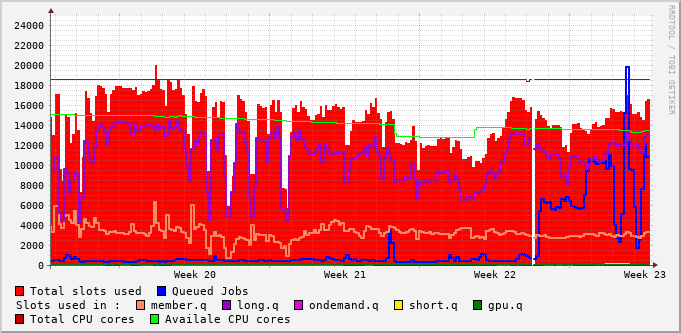 RRDTOOL / TOBI OETIKER
24000
22000
20000
18000
16000
14000
12000
10000
8000
6000
4000
2000
0
Week 20 Week 21 Week 22 Week 23
Total slots used Queued Jobs
Slots used in : member.q long.q ondemand.q short.q gpu.q
Total CPU cores Availale CPU cores